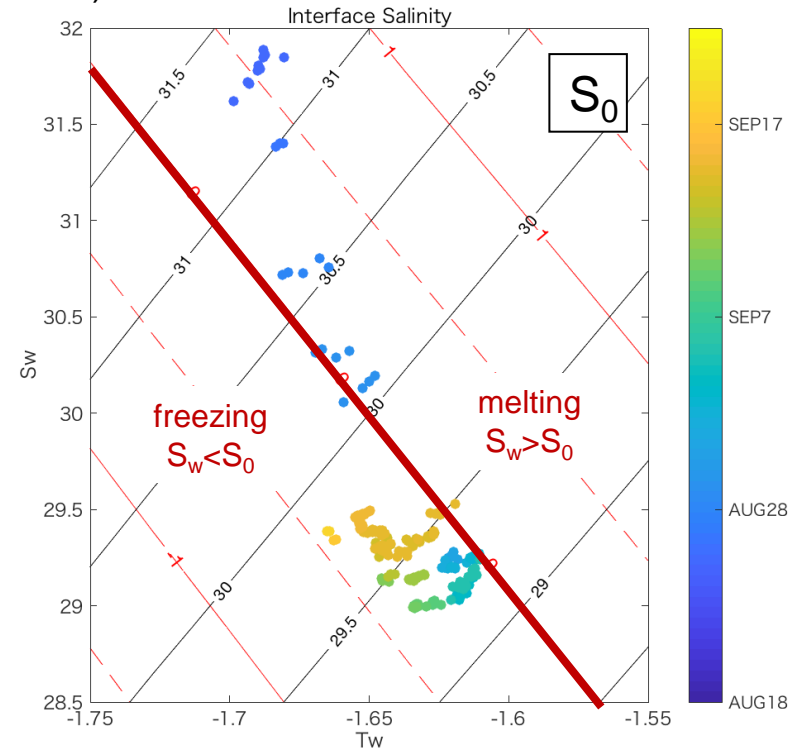 Interface Salinity
S0
32
31.5
31
30.5
30
29.5
29
28.5
Sw
31.5
31
30.5
1
30
1
31
30.5
30
0
0
0
freezing
Sw<S0
melting
Sw>S0
-1
30
29.5
29
-1.75
-1.7
-1.65
-1.6
-1.55
Tw
SEP17
SEP7
AUG28
AUG18